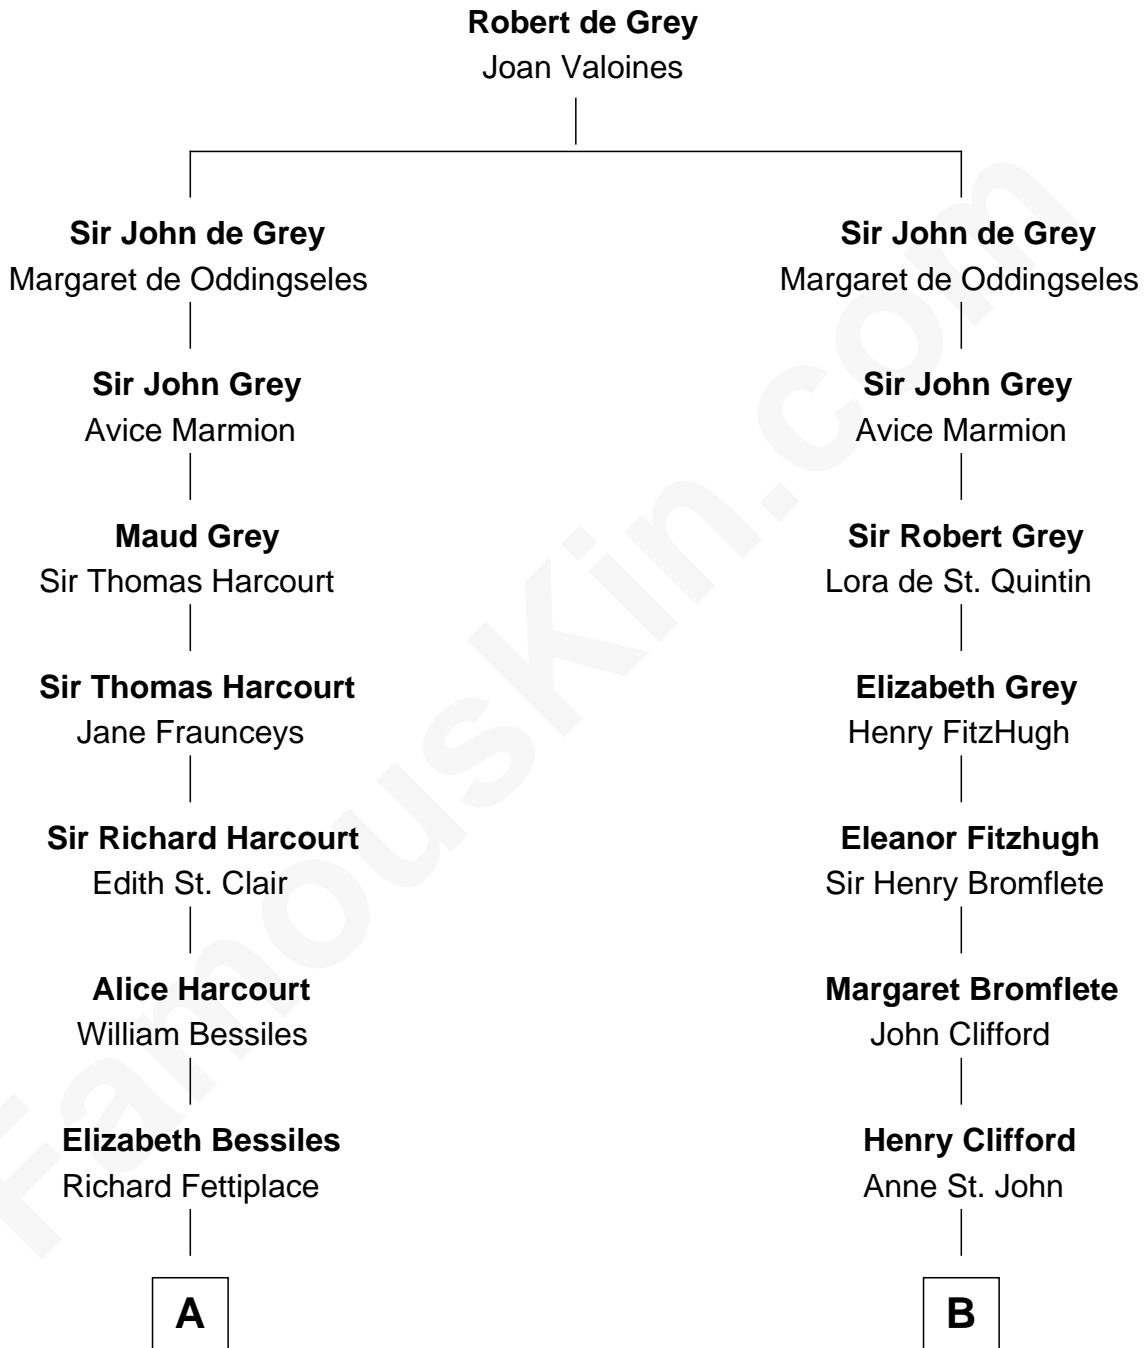 Robert de Grey
Joan Valoines
Sir John de Grey
Margaret de Oddingseles
Sir John Grey
Avice Marmion
Maud Grey
Sir Thomas Harcourt
Sir Thomas Harcourt
Jane Fraunceys
Sir Richard Harcourt
Edith St. Clair
Alice Harcourt
William Bessiles
Elizabeth Bessiles
Richard Fettiplace
A
Sir John de Grey
Margaret de Oddingseles
Sir John Grey
Avice Marmion
Sir Robert Grey
Lora de St. Quintin
Elizabeth Grey
Henry FitzHugh
Eleanor Fitzhugh
Sir Henry Bromflete
Margaret Bromflete
John Clifford
Henry Clifford
Anne St. John
B
FamousKin.com